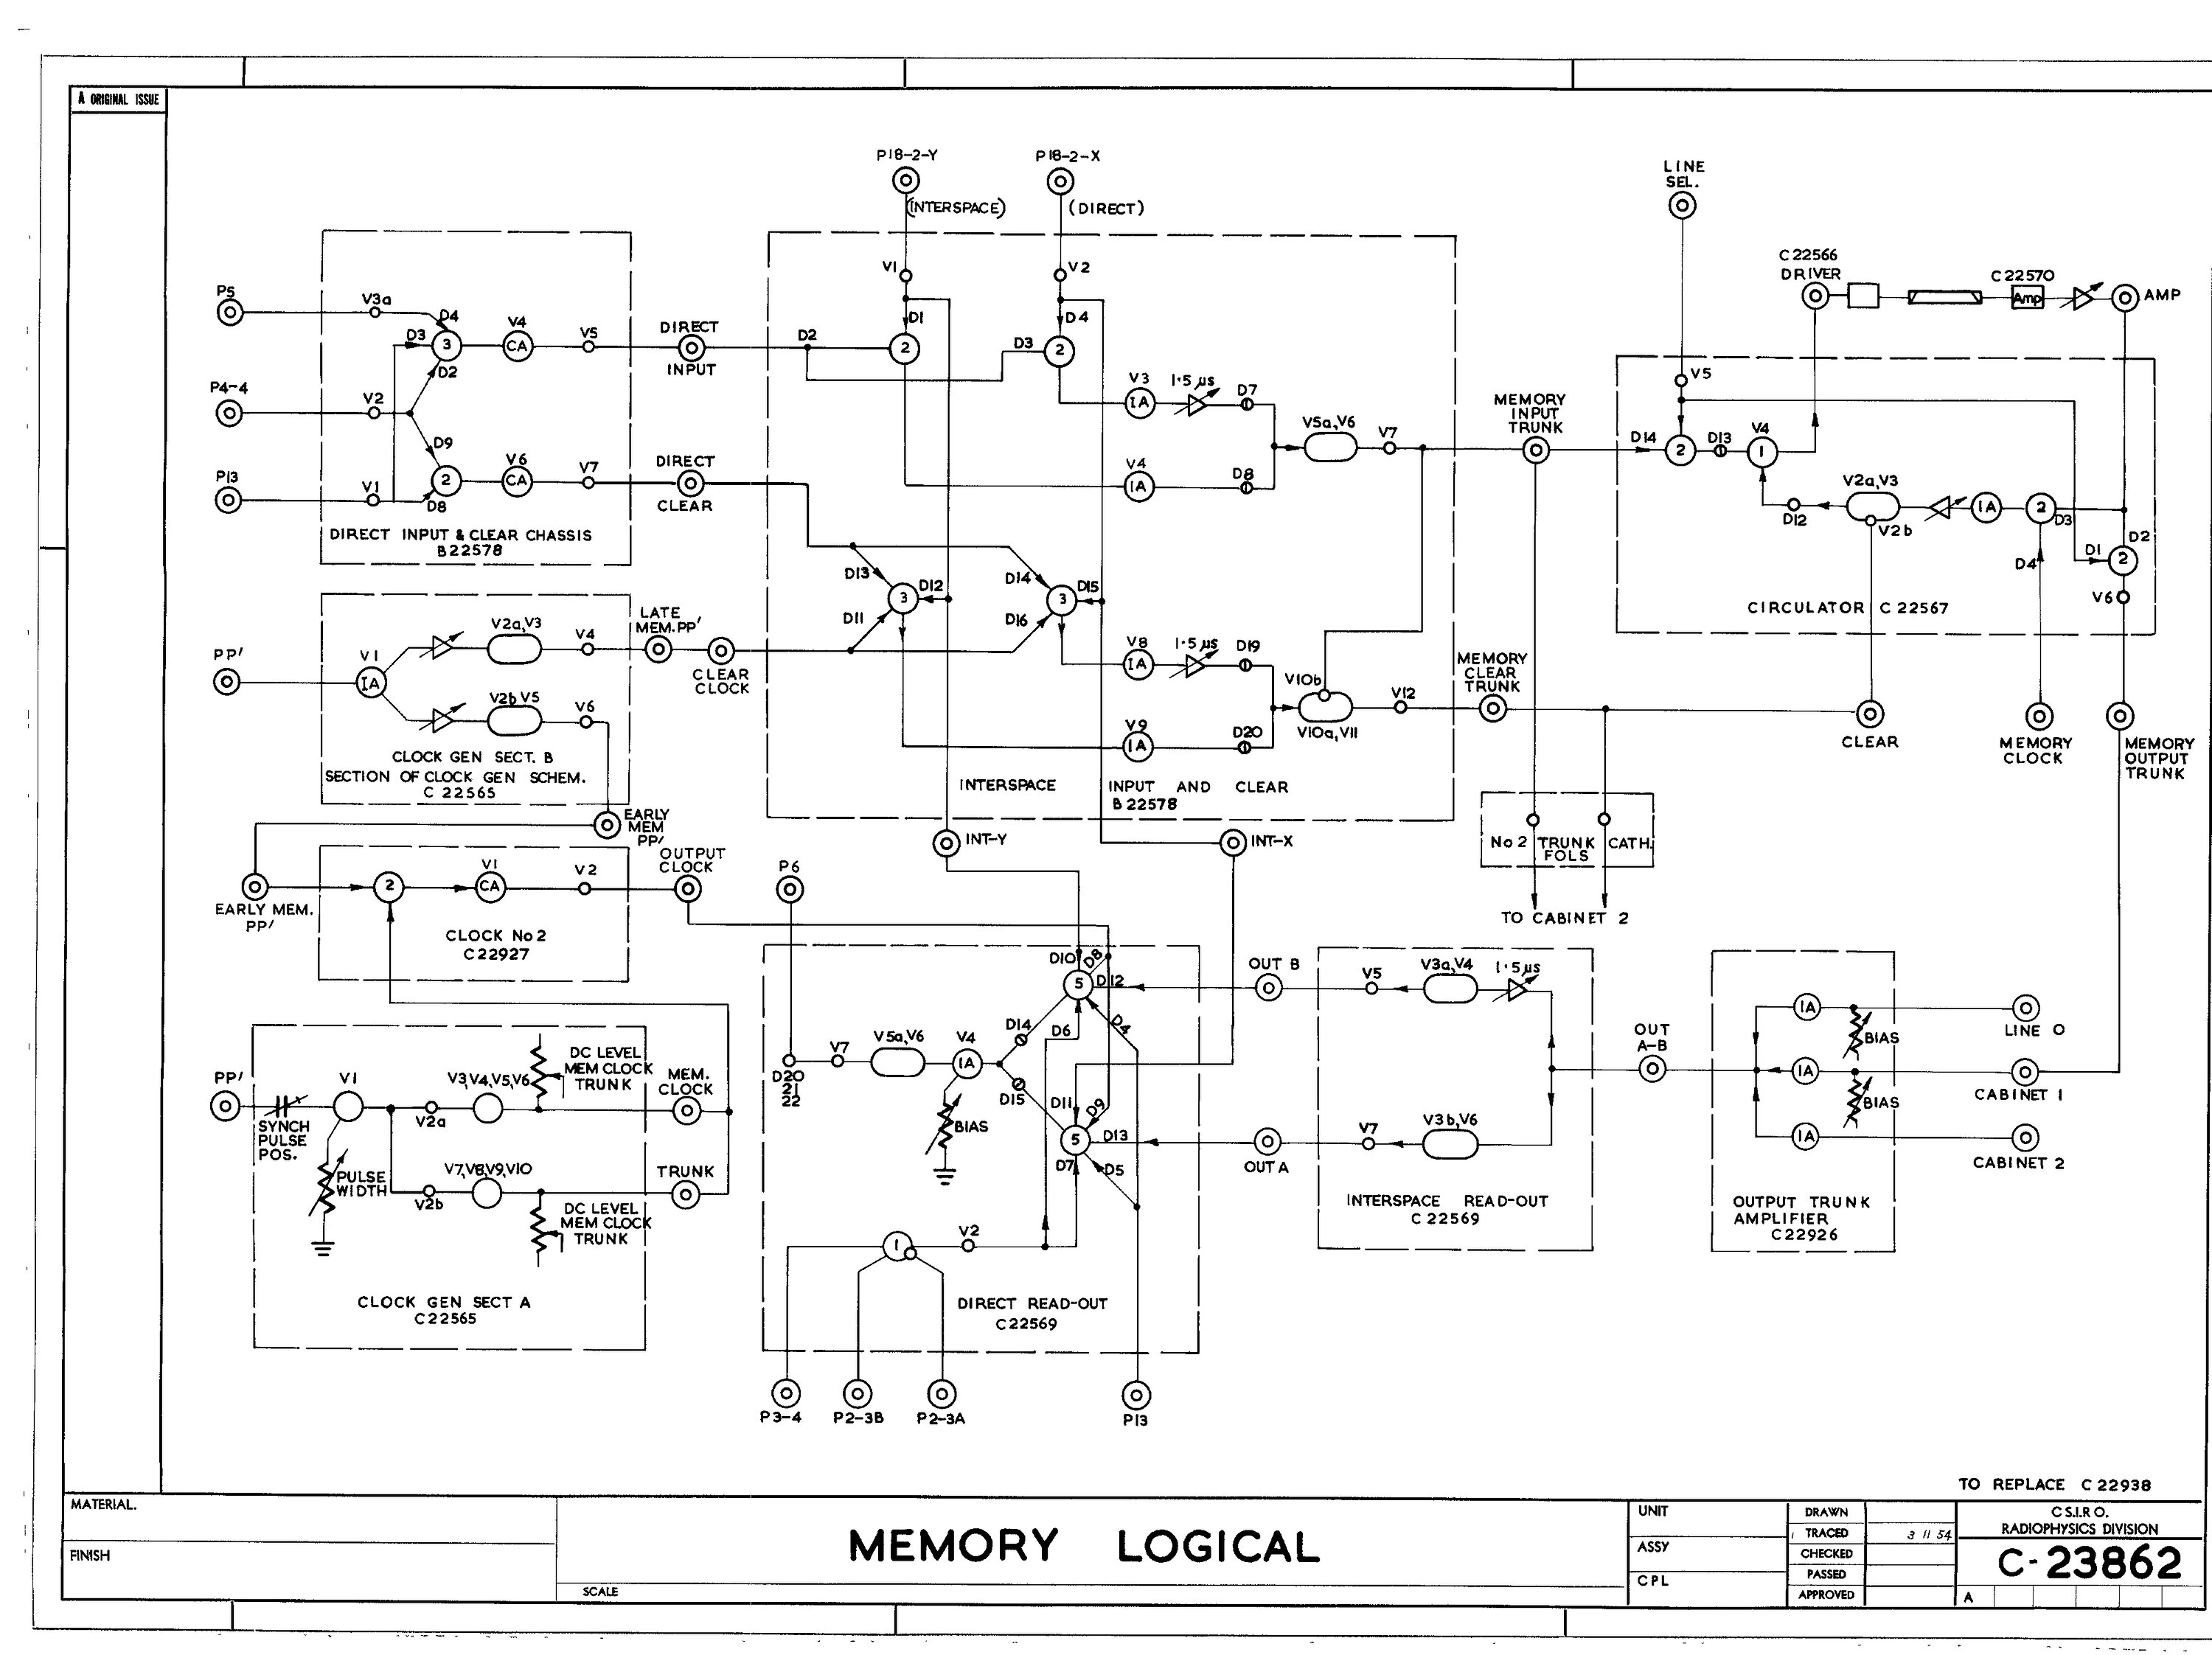 A ORIGINAL ISSUE
P18-2-Y
(INTERSPACE)
P18-2-X
(DIRECT)
LINE
SEL.
C 22566
DRIVER
C 22570
Amp
AMP
P5
V3a
D4
D3
3
V4
CA
V5
DIRECT
INPUT
D2
P4-4
V2
D9
P13
V1
D8
2
V6
CA
V7
DIRECT
CLEAR
DIRECT INPUT & CLEAR CHASSIS
B22578
V1
D1
2
D2
V2
D4
D3
2
V3
IA
1·5 µs
D7
V4
IA
D8
V5a,V6
V7
MEMORY
INPUT
TRUNK
D13
D12
3
D11
D14
D15
3
D16
V8
IA
1·5 µs
D19
V9
IA
D20
V10b
V10a,V11
V12
MEMORY
CLEAR
TRUNK
INTERSPACE INPUT AND CLEAR
B 22578
V5
D14
2
D13
V4
1
V2a,V3
D12
V2b
IA
2
D3
D4
D1
D2
2
V6
CIRCULATOR C 22567
CLEAR
MEMORY
CLOCK
MEMORY
OUTPUT
TRUNK
PP'
V1
IA
V2a,V3
V4
LATE
MEM.PP'
CLEAR
CLOCK
V2b V5
V6
CLOCK GEN SECT. B
SECTION OF CLOCK GEN SCHEM.
C 22565
EARLY
MEM
PP'
EARLY MEM.
PP'
2
V1
CA
V2
OUTPUT
CLOCK
CLOCK No 2
C22927
INT-Y
INT-X
No 2 TRUNK CATH.
FOLS
TO CABINET 2
PP'
SYNCH
PULSE
POS.
V1
PULSE
WIDTH
V2a
V3,V4,V5,V6
DC LEVEL
MEM CLOCK
TRUNK
MEM.
CLOCK
V2b
V7,V8,V9,V10
DC LEVEL
MEM CLOCK
TRUNK
TRUNK
CLOCK GEN SECT A
C 22565
P6
D20
21
22
V7
V5a,V6
V4
IA
BIAS
D14
D15
D10
D8
5
D12
D6
D4
D11
D9
5
D13
D7
D5
1
V2
DIRECT READ-OUT
C22569
P3-4
P2-3B
P2-3A
P13
OUT B
V5
V3a,V4
1·5µs
OUT A
V7
V3b,V6
INTERSPACE READ-OUT
C 22569
OUT
A-B
IA
BIAS
LINE O
IA
BIAS
CABINET 1
IA
CABINET 2
OUTPUT TRUNK
AMPLIFIER
C22926
TO REPLACE C 22938
MATERIAL.
FINISH
MEMORY LOGICAL
SCALE
UNIT
ASSY
CPL
DRAWN
TRACED 3 11 54
CHECKED
PASSED
APPROVED
C.S.I.R O.
RADIOPHYSICS DIVISION
C-23862
A